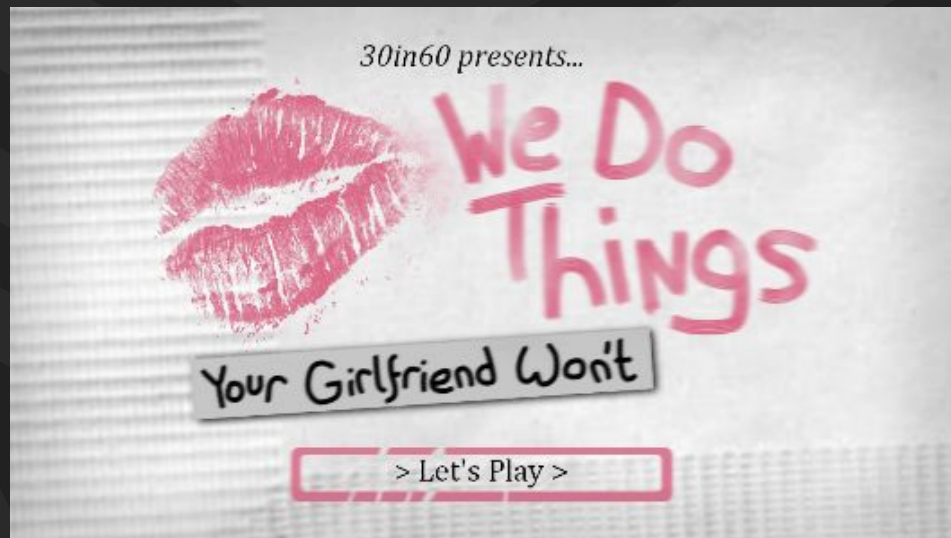 30in60 presents...
We Do
Things
Your Girlfriend Won't
> Let's Play >